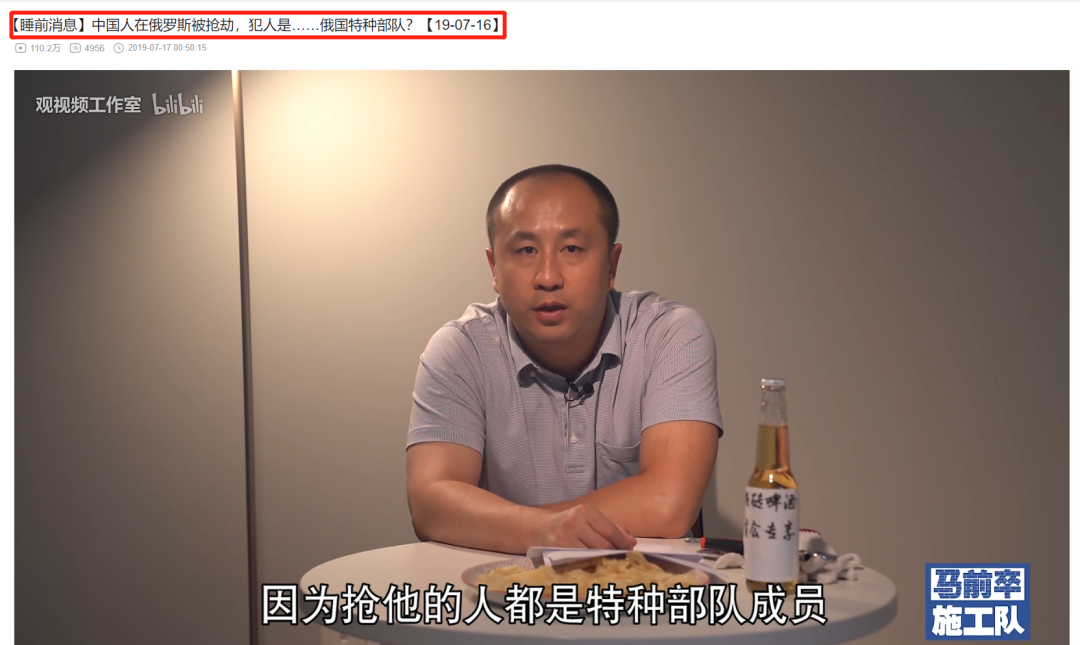 【睡前消息】中国人在俄罗斯被抢劫，犯人是……俄国特种部队？【19-07-16】
110.2万 4956 2019-07-17 00:50:15
观视频工作室 bilibili
啤酒
专享
因为抢他的人都是特种部队成员
马前卒
施工队